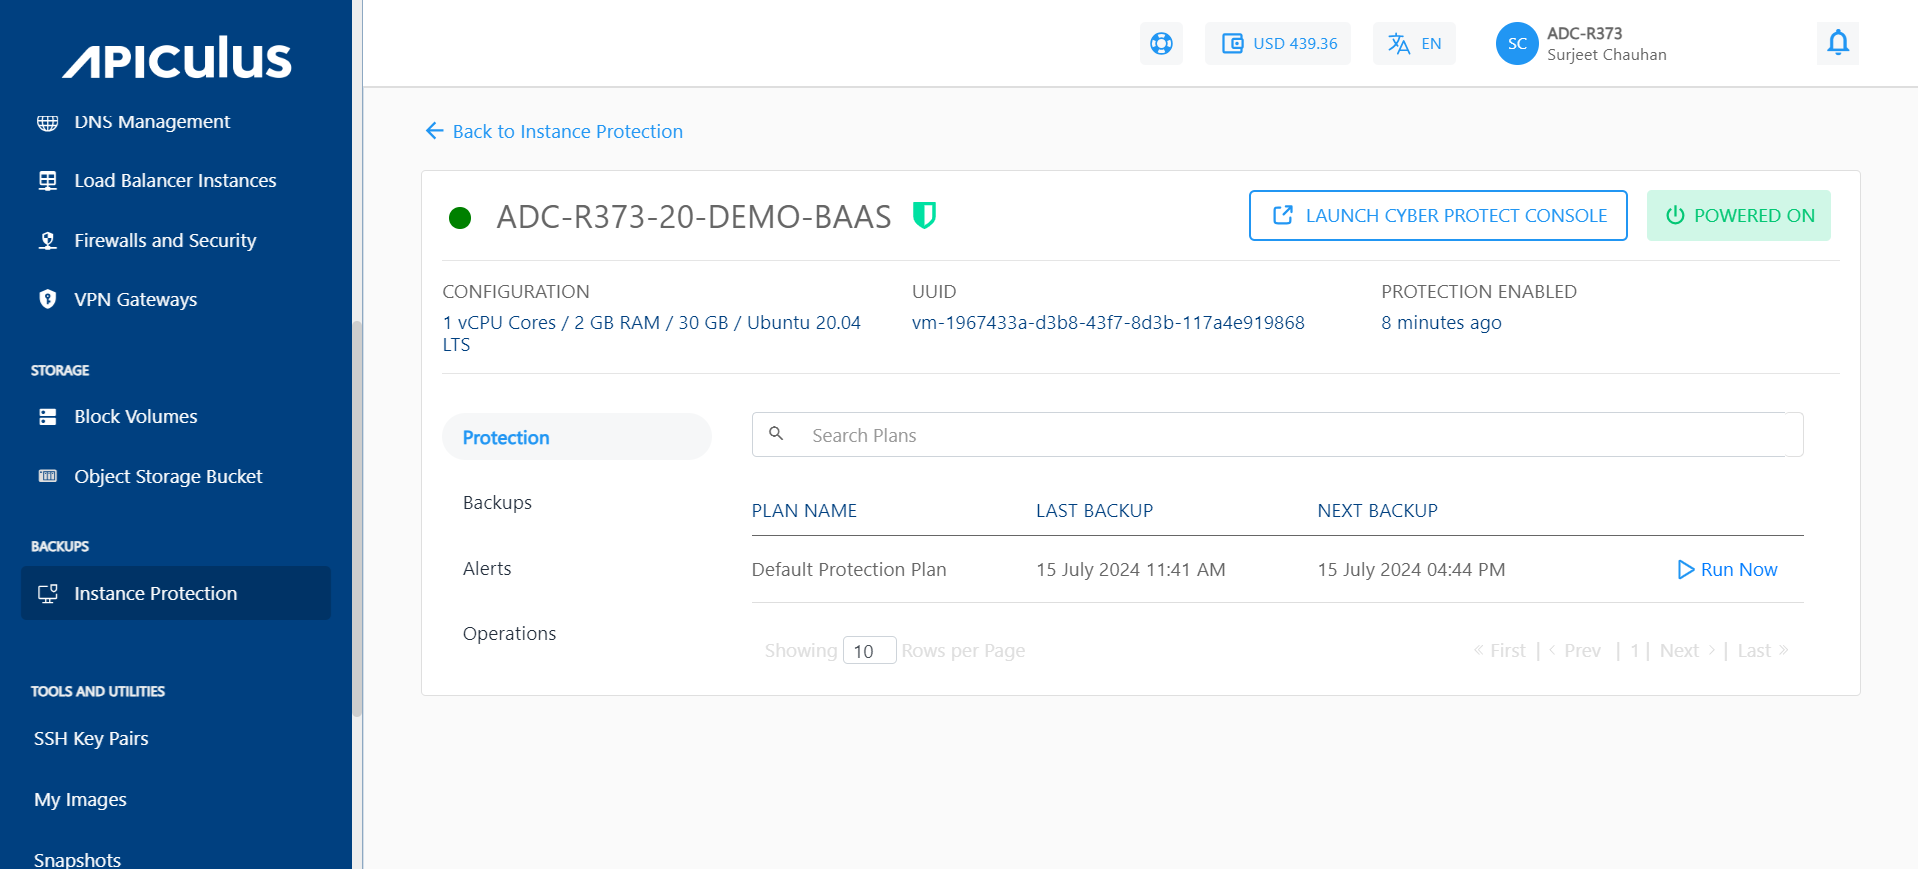 APICULUS
DNS Management
Load Balancer Instances
Firewalls and Security
VPN Gateways
STORAGE
Block Volumes
Object Storage Bucket
BACKUPS
Instance Protection
TOOLS AND UTILITIES
SSH Key Pairs
My Images
Snapshots
USD 439.36
EN
SC
ADC-R373
Surjeet Chauhan
Back to Instance Protection
ADC-R373-20-DEMO-BAAS
LAUNCH CYBER PROTECT CONSOLE
POWERED ON
CONFIGURATION
1 vCPU Cores / 2 GB RAM / 30 GB / Ubuntu 20.04
LTS
UUID
vm-1967433a-d3b8-43f7-8d3b-117a4e919868
PROTECTION ENABLED
8 minutes ago
Protection
Backups
Alerts
Operations
Search Plans
PLAN NAME LAST BACKUP NEXT BACKUP
Default Protection Plan 15 July 2024 11:41 AM 15 July 2024 04:44 PM Run Now
Showing 10 Rows per Page
« First | ‹ Prev | 1 | Next › | Last »